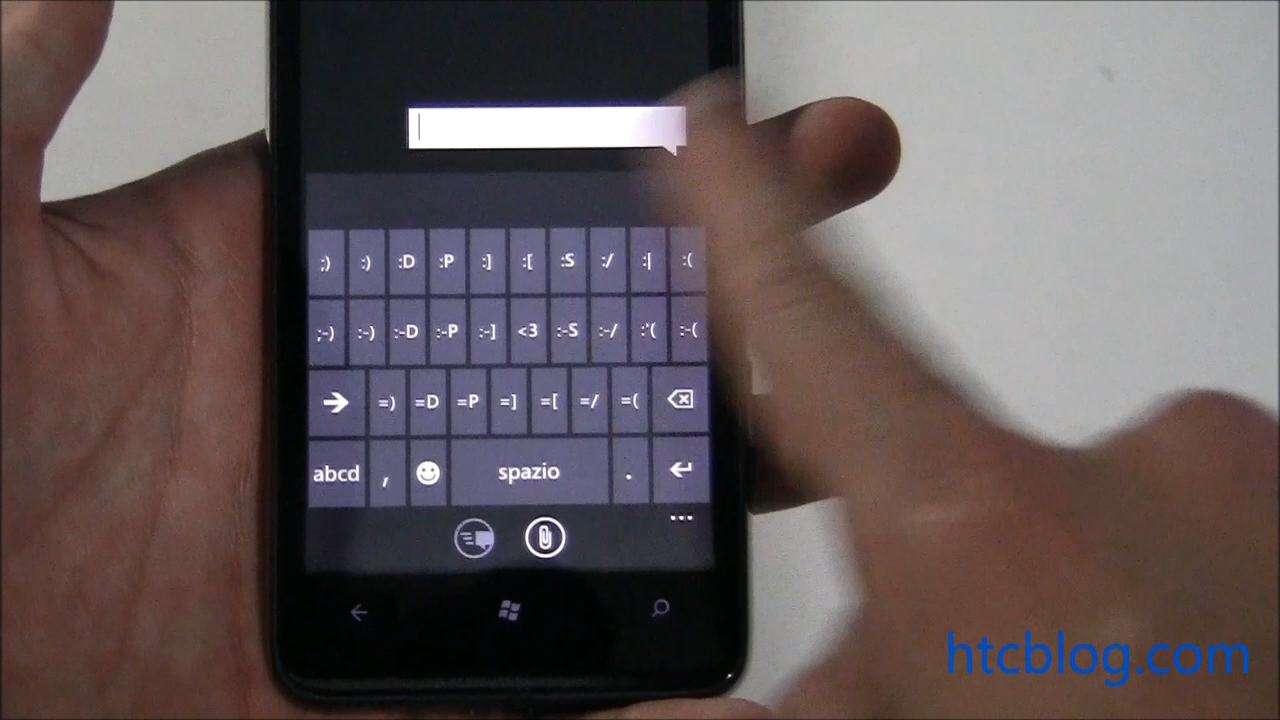 ;) :) :D :P :] :[ :S :/ :| :(
;-) :-) :-D :-P :-] <3 :-S :-/ :'( :-(
=) =D =P =] =[ =/ =(
abcd , spazio .
htcblog.com